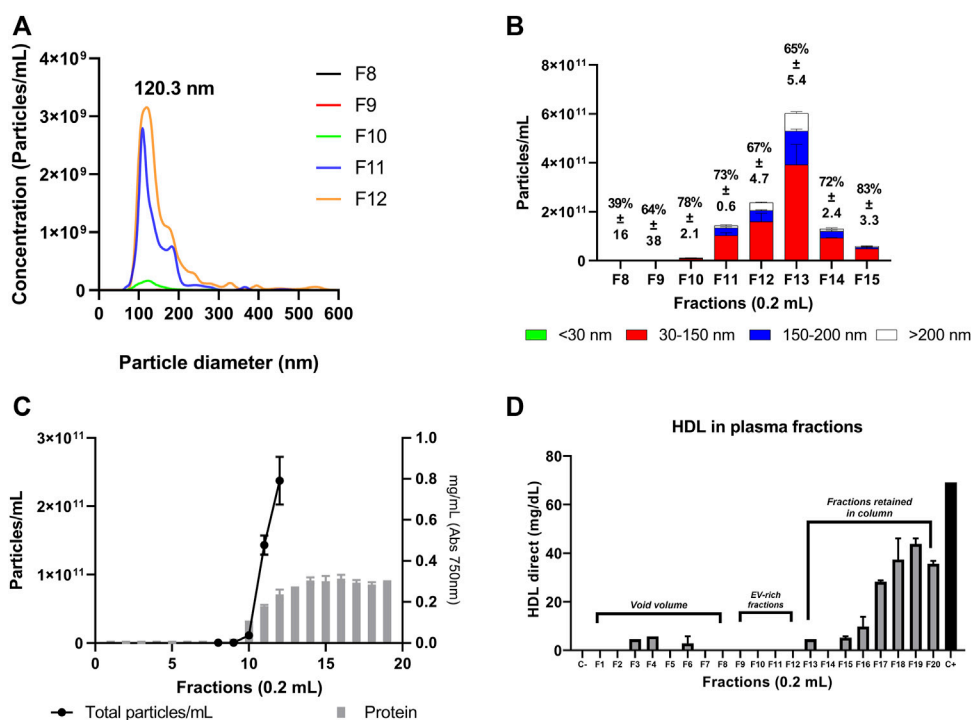 A
Concentration (Particles/mL)
4×10⁹
3×10⁹
2×10⁹
1×10⁹
0
120.3 nm
F8
F9
F10
F11
F12
0 100 200 300 400 500 600
Particle diameter (nm)
B
Particles/mL
8×10¹¹
6×10¹¹
4×10¹¹
2×10¹¹
0
39%
±
16
64%
±
38
78%
±
2.1
73%
±
0.6
67%
±
4.7
65%
±
5.4
72%
±
2.4
83%
±
3.3
F8 F9 F10 F11 F12 F13 F14 F15
Fractions (0.2 mL)
<30 nm 30-150 nm 150-200 nm >200 nm
C
Particles/mL
3×10¹¹
2×10¹¹
1×10¹¹
0
1.0
0.8
0.6
0.4
0.2
0.0
mg/mL (Abs 750nm)
0 5 10 15 20
Fractions (0.2 mL)
Total particles/mL Protein
D
HDL in plasma fractions
HDL direct (mg/dL)
80
60
40
20
0
Void volume
EV-rich
fractions
Fractions retained
in column
C- F1 F2 F3 F4 F5 F6 F7 F8 F9 F10 F11 F12 F13 F14 F15 F16 F17 F18 F19 F20 C+
Fractions (0.2 mL)